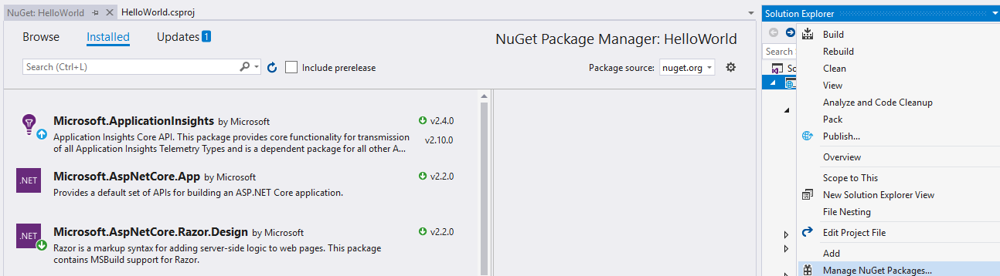 NuGet: HelloWorld
HelloWorld.csproj
Browse
Installed
Updates 1
NuGet Package Manager: HelloWorld
Search (Ctrl+L)
Include prerelease
Package source: nuget.org
Microsoft.ApplicationInsights by Microsoft
v2.4.0
Application Insights Core API. This package provides core functionality for transmission
v2.10.0
of all Application Insights Telemetry Types and is a dependent package for all other A...
.NET
Microsoft.AspNetCore.App by Microsoft
v2.2.0
Provides a default set of APIs for building an ASP.NET Core application.
.NET
Microsoft.AspNetCore.Razor.Design by Microsoft
v2.2.0
Razor is a markup syntax for adding server-side logic to web pages. This package
contains MSBuild support for Razor.
Solution Explorer
Search
Build
Rebuild
Clean
View
Analyze and Code Cleanup
Pack
Publish...
Overview
Scope to This
New Solution Explorer View
File Nesting
Edit Project File
Add
Manage NuGet Packages...